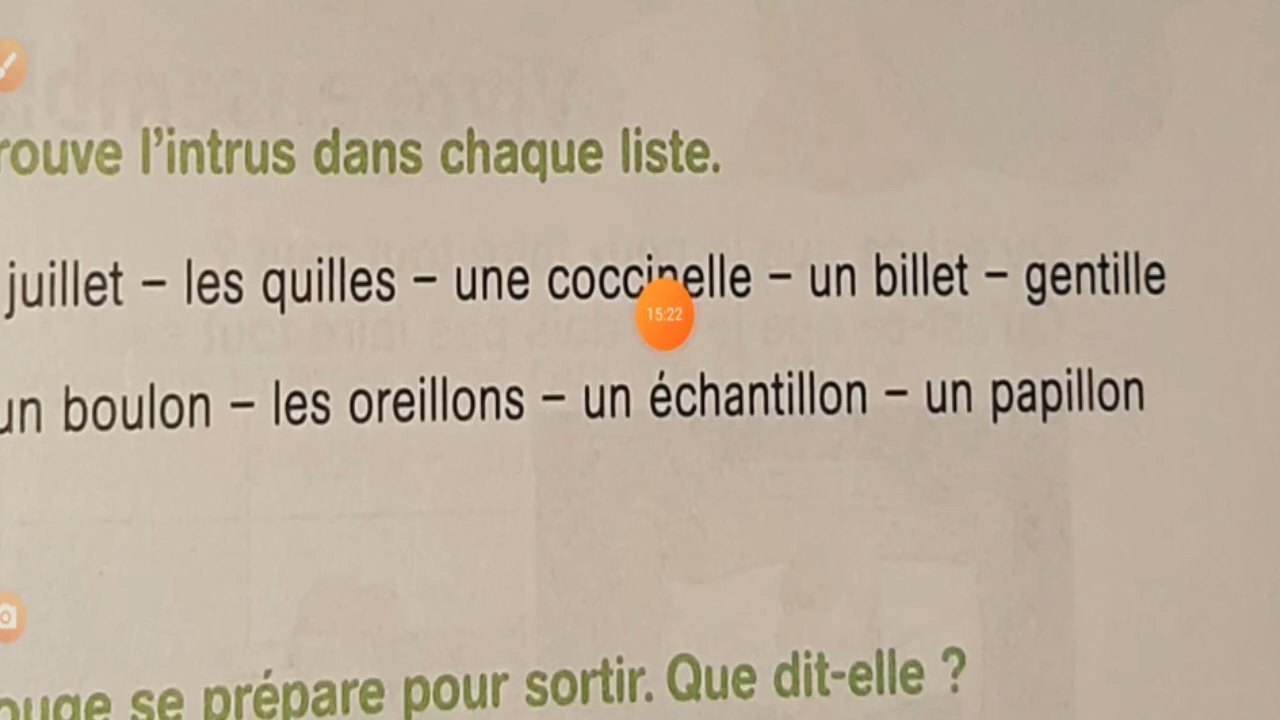 rouve l'intrus dans chaque liste.
juillet – les quilles – une coccinelle – un billet – gentille
15:22
un boulon – les oreillons – un échantillon – un papillon
ouge se prépare pour sortir. Que dit-elle ?